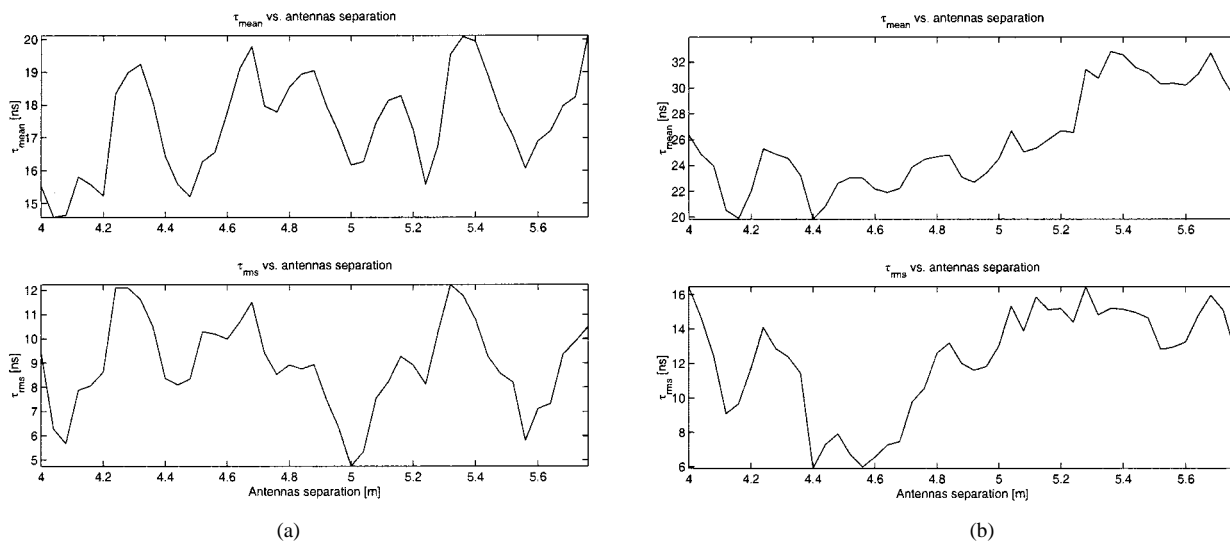 τmean vs. antennas separation
20
19
18
17
16
15
τmean [ns]
4 4.2 4.4 4.6 4.8 5 5.2 5.4 5.6
τrms vs. antennas separation
12
11
10
9
8
7
6
5
τrms [ns]
4 4.2 4.4 4.6 4.8 5 5.2 5.4 5.6
Antennas separation [m]
(a)
τmean vs. antennas separation
32
30
28
26
24
22
20
τmean [ns]
4 4.2 4.4 4.6 4.8 5 5.2 5.4 5.6
τrms vs. antennas separation
16
14
12
10
8
6
τrms [ns]
4 4.2 4.4 4.6 4.8 5 5.2 5.4 5.6
Antennas separation [m]
(b)